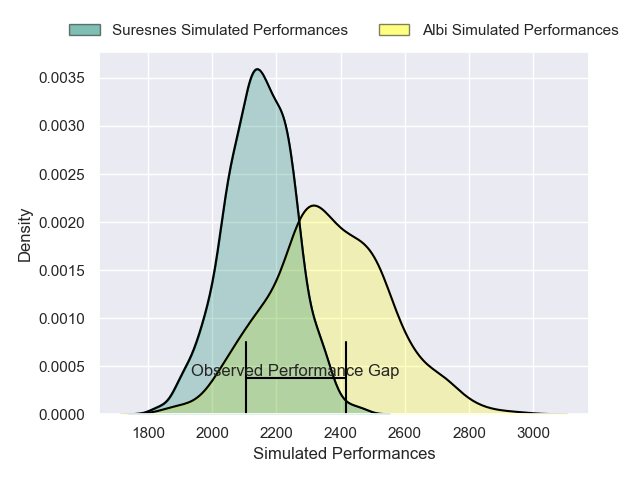 Suresnes Simulated Performances Albi Simulated Performances
0.0035
0.0030
0.0025
0.0020
0.0015
0.0010
0.0005
0.0000
Density
Observed Performance Gap
1800 2000 2200 2400 2600 2800 3000
Simulated Performances